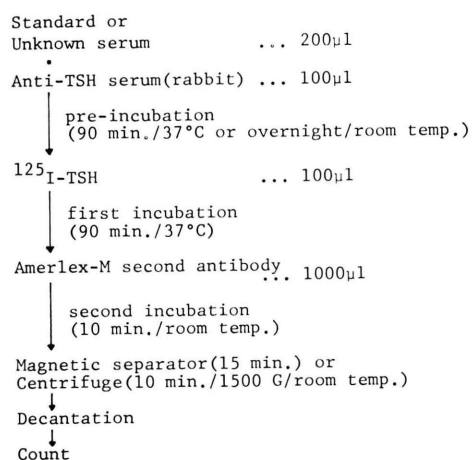 Standard or
Unknown serum ... 200μl
Anti-TSH serum(rabbit) ... 100μl
pre-incubation
(90 min./37°C or overnight/room temp.)
¹²⁵I-TSH ... 100μl
first incubation
(90 min./37°C)
Amerlex-M second antibody ... 1000μl
second incubation
(10 min./room temp.)
Magnetic separator(15 min.) or
Centrifuge(10 min./1500 G/room temp.)
Decantation
Count